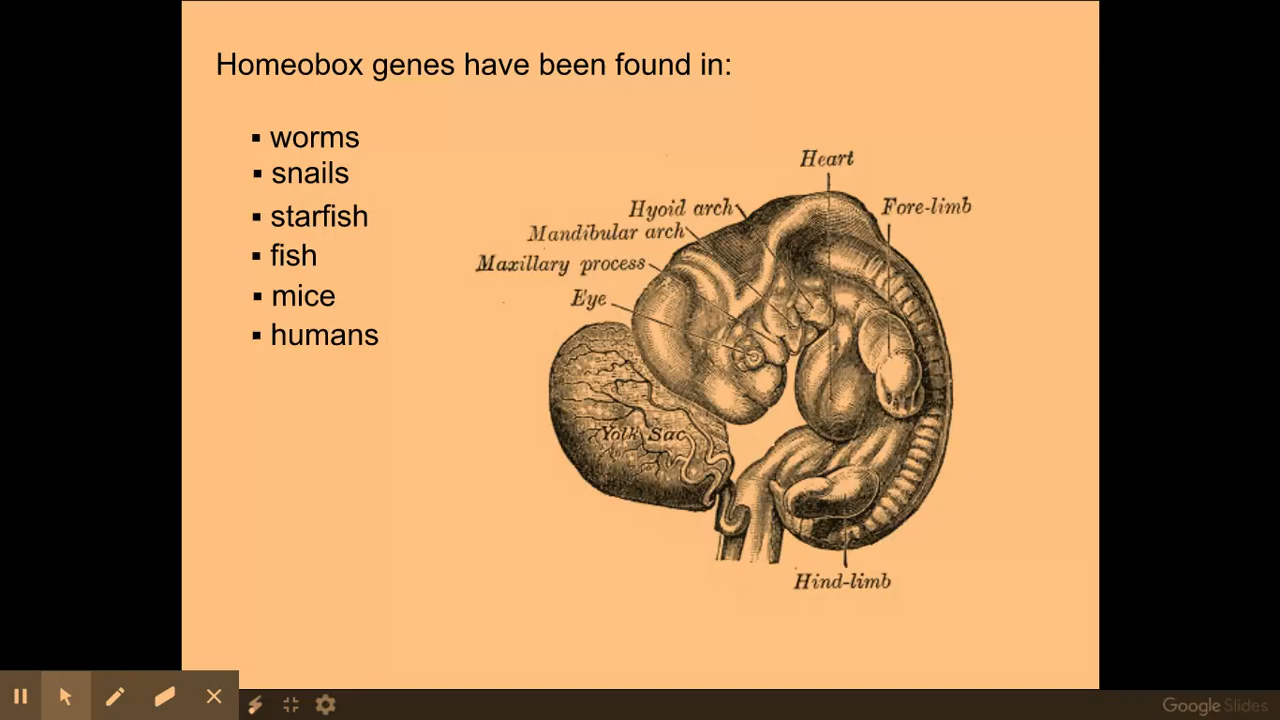 Homeobox genes have been found in:
▪ worms
▪ snails
▪ starfish
▪ fish
▪ mice
▪ humans
Heart
Hyoid arch
Fore-limb
Mandibular arch
Maxillary process
Eye
Yolk Sac
Hind-limb
Google Slides